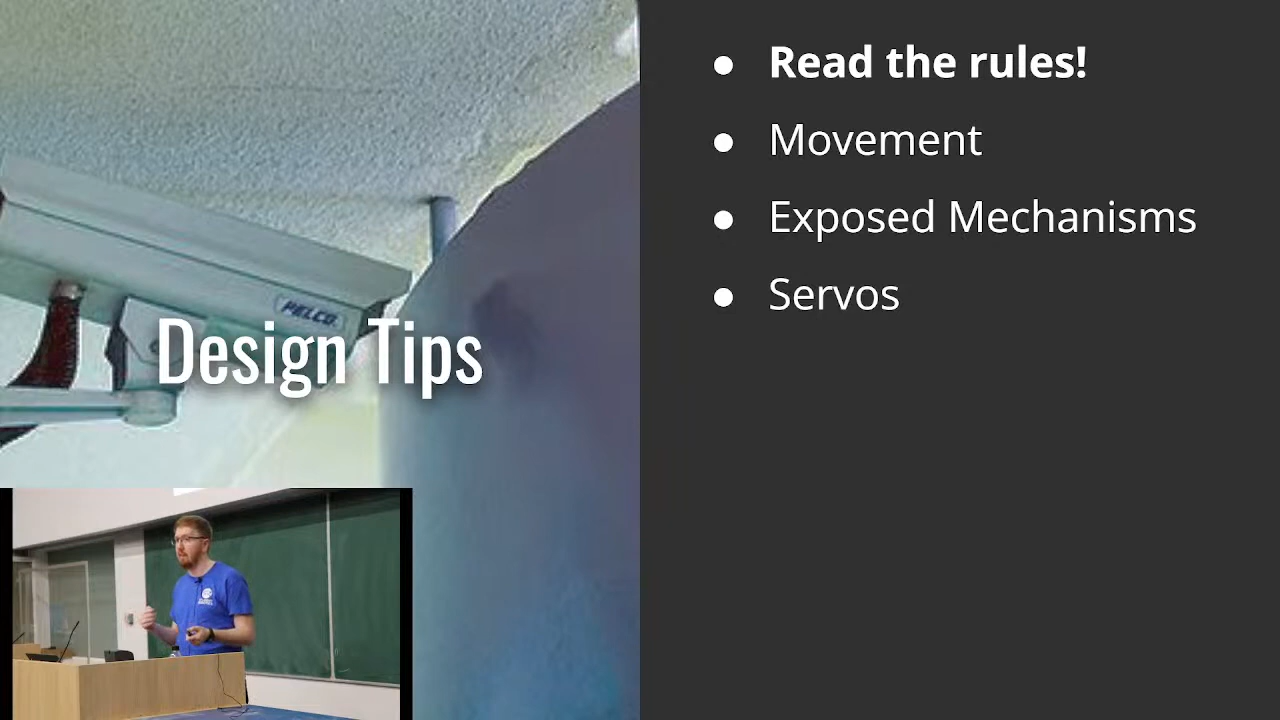 Read the rules!
Movement
Exposed Mechanisms
Servos
PELCO
Design Tips